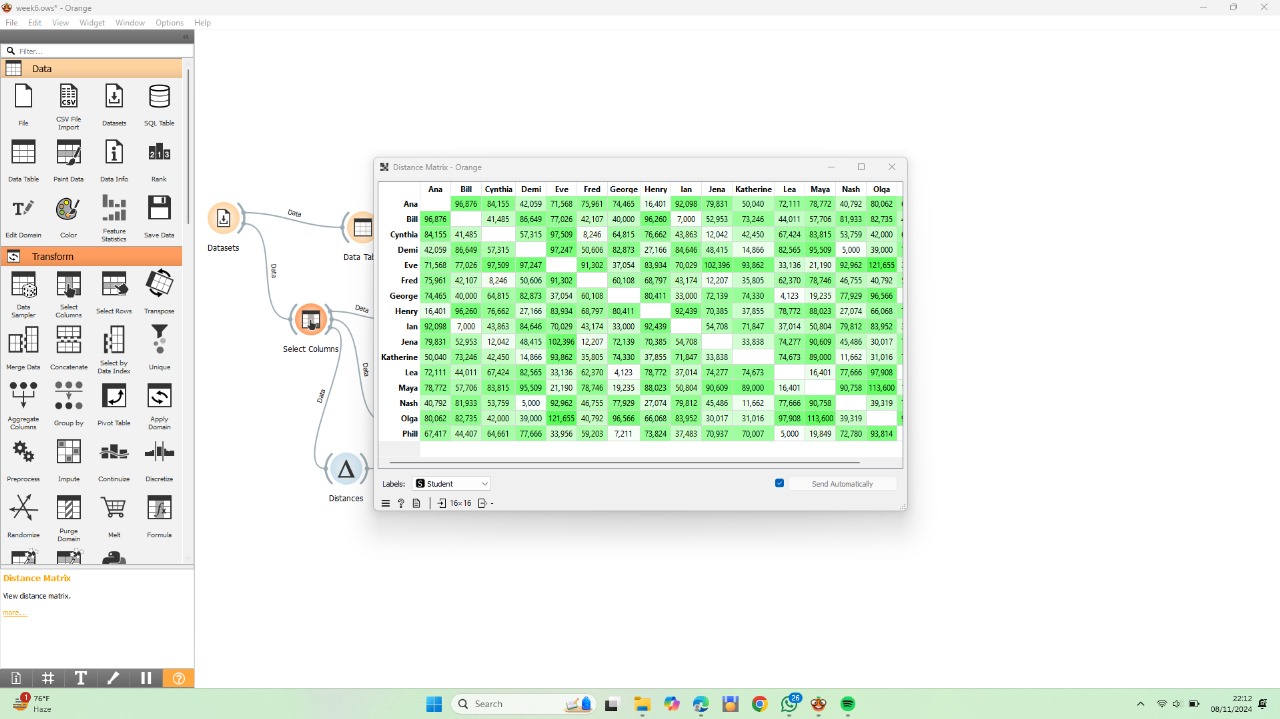 week6.ows* - Orange
File Edit View Widget Window Options Help
Filter...
Data
File CSV File Import Datasets SQL Table
Data Table Paint Data Data Info Rank
Edit Domain Color Feature Statistics Save Data
Transform
Data Sampler Select Columns Select Rows Transpose
Merge Data Concatenate Select by Data Index Unique
Aggregate Columns Group by Pivot Table Apply Domain
Preprocess Impute Continuize Discretize
Randomize Purge Domain Melt Formula
Distance Matrix
View distance matrix.
more...
Datasets
Data
Data Tab
Data
Select Columns
Data
Data
Data
Distances
Distance Matrix - Orange
Ana Bill Cynthia Demi Eve Fred George Henry Ian Jena Katherine Lea Maya Nash Olga
Ana 96,876 84,155 42,059 71,568 75,961 74,465 16,401 92,098 79,831 50,040 72,111 78,772 40,792 80,062
Bill 96,876 41,485 86,649 77,026 42,107 40,000 96,260 7,000 52,953 73,246 44,011 57,706 81,933 82,735
Cynthia 84,155 41,485 57,315 97,509 8,246 64,815 76,662 43,863 12,042 42,450 67,424 83,815 53,759 42,000
Demi 42,059 86,649 57,315 97,247 50,606 82,873 27,166 84,646 48,415 14,866 82,565 95,509 5,000 39,000
Eve 71,568 77,026 97,509 97,247 91,302 37,054 83,934 70,029 102,396 93,862 33,136 21,190 92,962 121,655
Fred 75,961 42,107 8,246 50,606 91,302 60,108 68,797 43,174 12,207 35,805 62,370 78,746 46,755 40,792
George 74,465 40,000 64,815 82,873 37,054 60,108 80,411 33,000 72,139 74,330 4,123 19,235 77,929 96,566
Henry 16,401 96,260 76,662 27,166 83,934 68,797 80,411 92,439 70,385 37,855 78,772 88,023 27,074 66,068
Ian 92,098 7,000 43,863 84,646 70,029 43,174 33,000 92,439 54,708 71,847 37,014 50,804 79,812 83,952
Jena 79,831 52,953 12,042 48,415 102,396 12,207 72,139 70,385 54,708 33,838 74,277 90,609 45,486 30,017
Katherine 50,040 73,246 42,450 14,866 93,862 35,805 74,330 37,855 71,847 33,838 74,673 89,000 11,662 31,016
Lea 72,111 44,011 67,424 82,565 33,136 62,370 4,123 78,772 37,014 74,277 74,673 16,401 77,666 97,908
Maya 78,772 57,706 83,815 95,509 21,190 78,746 19,235 88,023 50,804 90,609 89,000 16,401 90,758 113,600
Nash 40,792 81,933 53,759 5,000 92,962 46,755 77,929 27,074 79,812 45,486 11,662 77,666 90,758 39,319
Olga 80,062 82,735 42,000 39,000 121,655 40,792 96,566 66,068 83,952 30,017 31,016 97,908 113,600 39,319
Phill 67,417 44,407 64,661 77,666 33,956 59,203 7,211 73,824 37,483 70,937 70,007 5,000 19,849 72,780 93,814
Labels: S Student Send Automatically
16×16
1 76°F
Haze
Search
26
22:12
08/11/2024